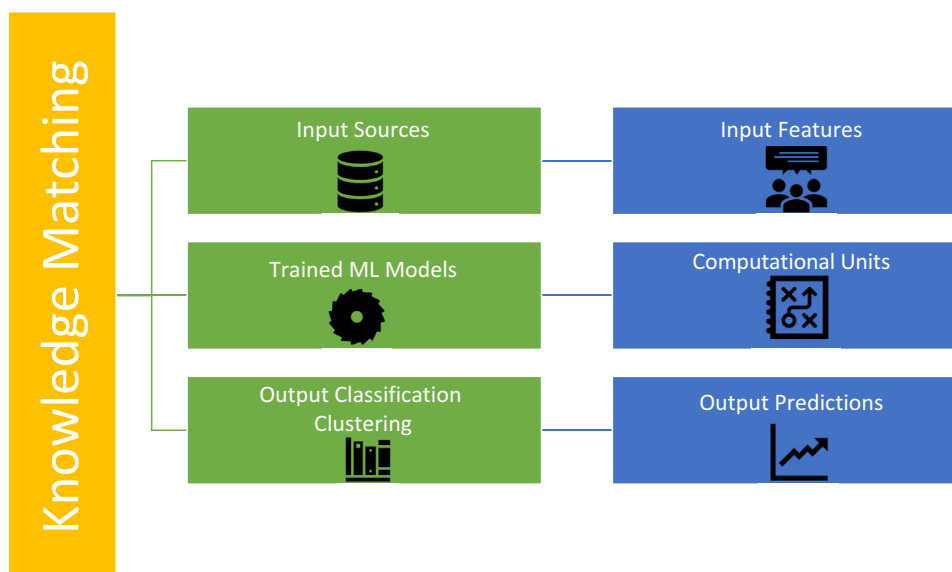 Knowledge Matching
Input Sources
Input Features
Trained ML Models
Computational Units
Output Classification
Clustering
Output Predictions